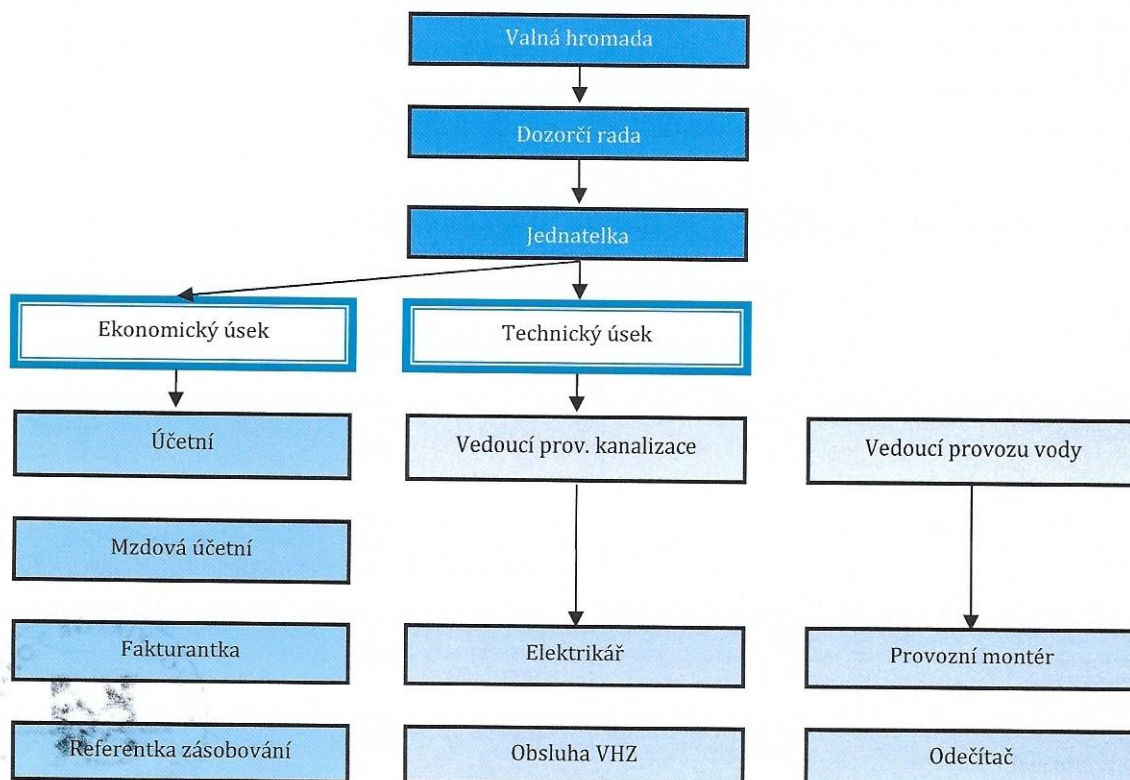 Valná hromada
Dozorčí rada
Jednatelka
Ekonomický úsek
Technický úsek
Účetní
Vedoucí prov. kanalizace
Vedoucí provozu vody
Mzdová účetní
Fakturantka
Elektrikář
Provozní montér
Referentka zásobování
Obsluha VHZ
Odečítač